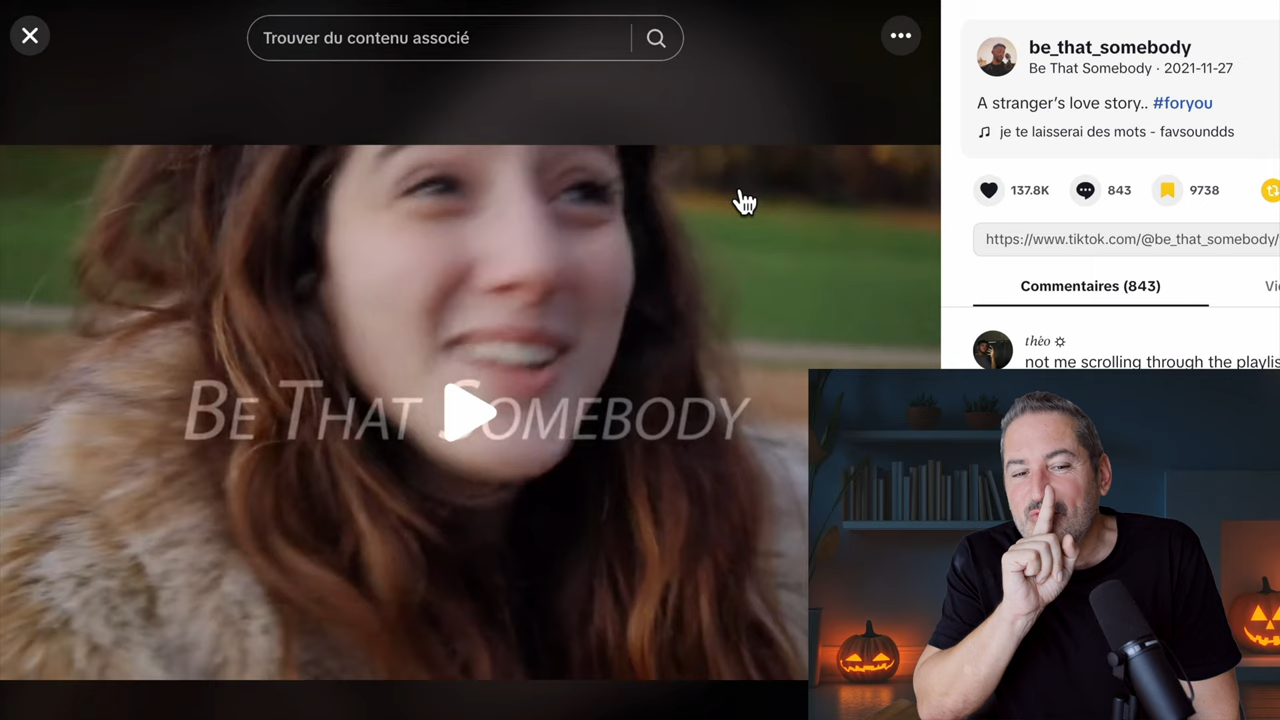 Trouver du contenu associé
BE THAT SOMEBODY
be_that_somebody
Be That Somebody · 2021-11-27
A stranger's love story.. #foryou
je te laisserai des mots - favsoundds
137.8K
843
9738
https://www.tiktok.com/@be_that_somebody/
Commentaires (843)
Vi
thèo
not me scrolling through the playlis